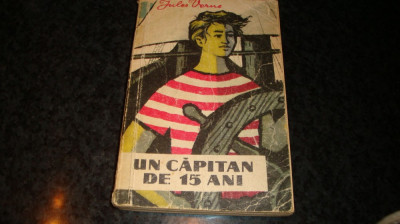 Jules Verne
UN CĂPITAN
DE 15 ANI